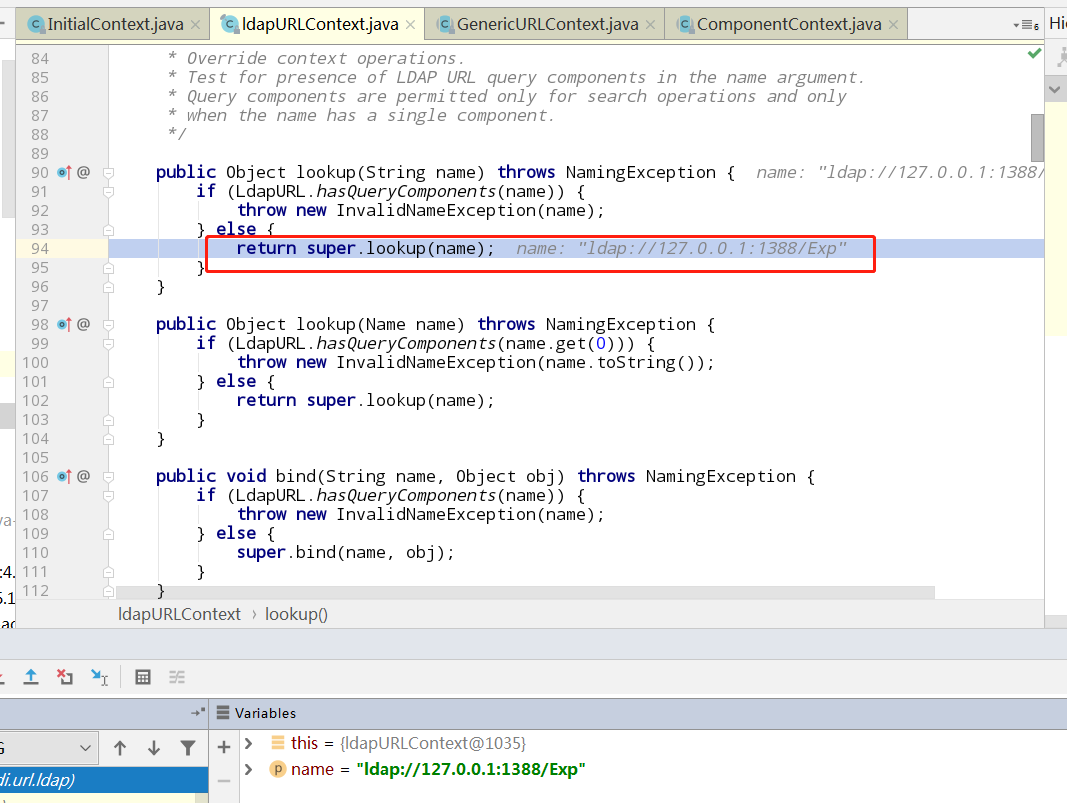 InitialContext.java ldapURLContext.java GenericURLContext.java ComponentContext.java 6 Hi
84 * Override context operations.
85 * Test for presence of LDAP URL query components in the name argument.
86 * Query components are permitted only for search operations and only
87 * when the name has a single component.
88 */
89
90 @ public Object lookup(String name) throws NamingException { name: "ldap://127.0.0.1:1388/
91 if (LdapURL.hasQueryComponents(name)) {
92 throw new InvalidNameException(name);
93 } else {
94 return super.lookup(name); name: "ldap://127.0.0.1:1388/Exp"
95 }
96 }
97
98 @ public Object lookup(Name name) throws NamingException {
99 if (LdapURL.hasQueryComponents(name.get(0))) {
100 throw new InvalidNameException(name.toString());
101 } else {
102 return super.lookup(name);
103 }
104 }
105
106 @ public void bind(String name, Object obj) throws NamingException {
107 if (LdapURL.hasQueryComponents(name)) {
108 throw new InvalidNameException(name);
109 } else {
110 super.bind(name, obj);
111 }
112 }
ldapURLContext › lookup()
Variables
this = {ldapURLContext@1035}
name = "ldap://127.0.0.1:1388/Exp"
di.url.ldap)